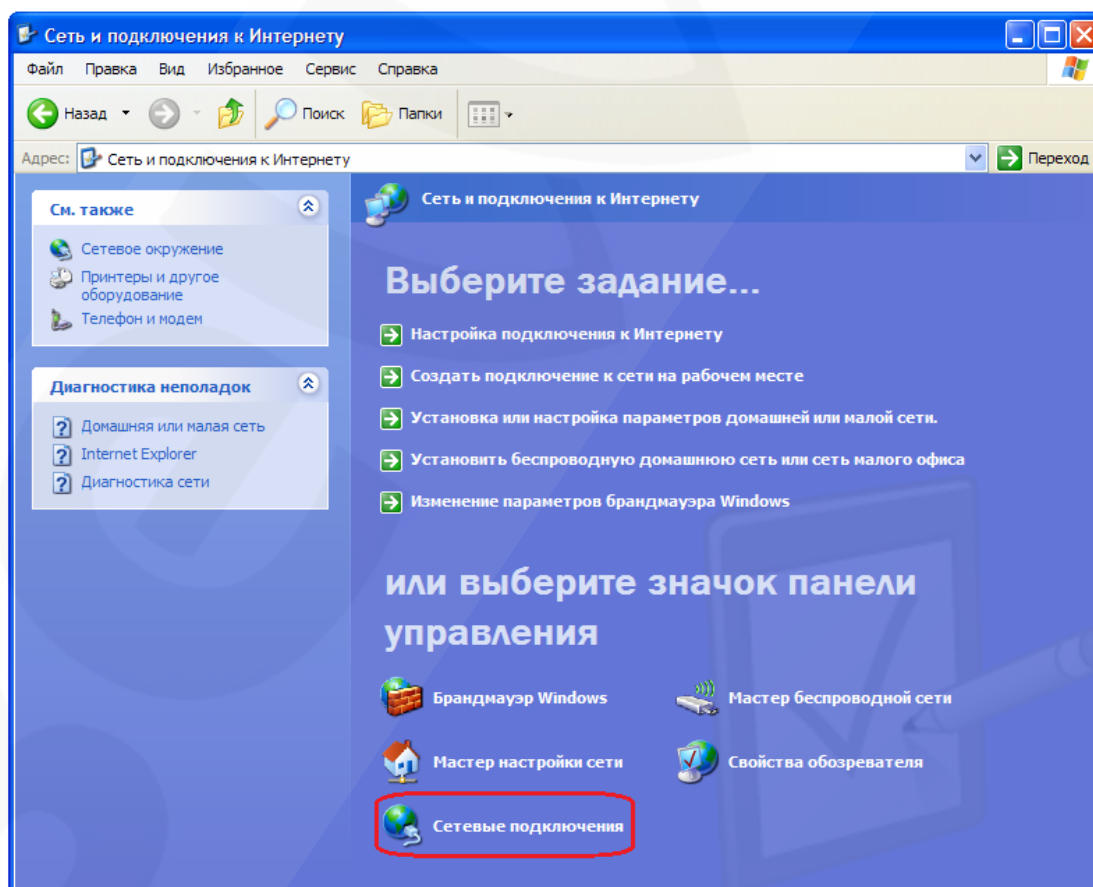 Сеть и подключения к Интернету
Файл Правка Вид Избранное Сервис Справка
Назад Поиск Папки
Адрес: Сеть и подключения к Интернету Переход
См. также
Сетевое окружение
Принтеры и другое
оборудование
Телефон и модем
Диагностика неполадок
Домашняя или малая сеть
Internet Explorer
Диагностика сети
Сеть и подключения к Интернету
Выберите задание...
Настройка подключения к Интернету
Создать подключение к сети на рабочем месте
Установка или настройка параметров домашней или малой сети.
Установить беспроводную домашнюю сеть или сеть малого офиса
Изменение параметров брандмауэра Windows
или выберите значок панели
управления
Брандмауэр Windows Мастер беспроводной сети
Мастер настройки сети Свойства обозревателя
Сетевые подключения